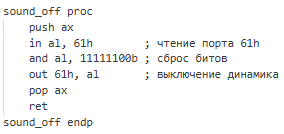 sound_off proc
push ax
in al, 61h ; чтение порта 61h
and al, 11111100b ; сброс битов
out 61h, al ; выключение динамика
pop ax
ret
sound_off endp